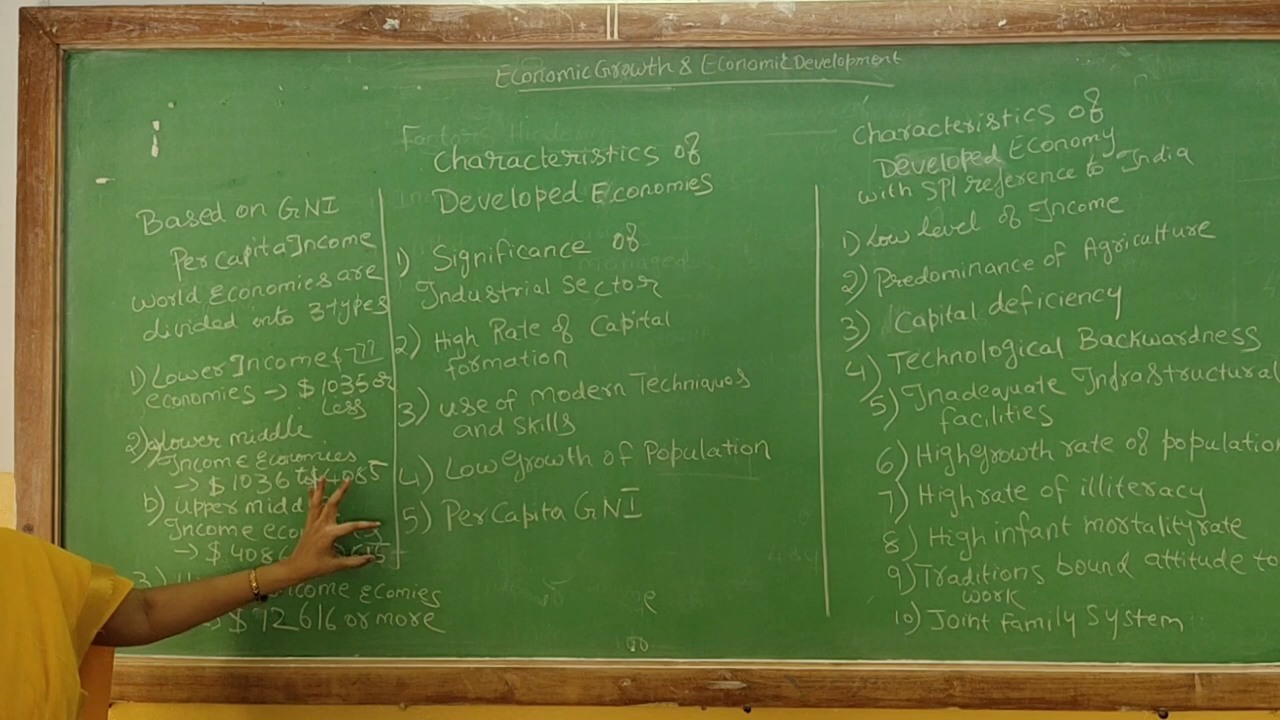 Economic Growth & Economic Development
Based on GNI
Per capita Income
world Economies are
divided into 3 types
1) Lower Income
economies → $ 1035 or
Less
2) a) Lower middle
Income Economies
→ $ 1036 to
b) upper midd
Income eco
→ $ 408
3)
come Ecomies
$ 12616 or more
Characteristics of
Developed Economies
1) Significance of
Industrial Sector
2) High Rate of Capital
formation
3) use of Modern Techniques
and Skills
4) Low Growth of Population
5) Per Capita GNI
Characteristics of
Developed Economy
with SPl reference to India
1) Low level of Income
2) Predominance of Agriculture
3) Capital deficiency
4) Technological Backwardness
5) Inadequate Infrastructural
facilities
6) High growth rate of population
7) High rate of illiteracy
8) High infant mortality rate
9) Traditions bound attitude to
work
10) Joint family System